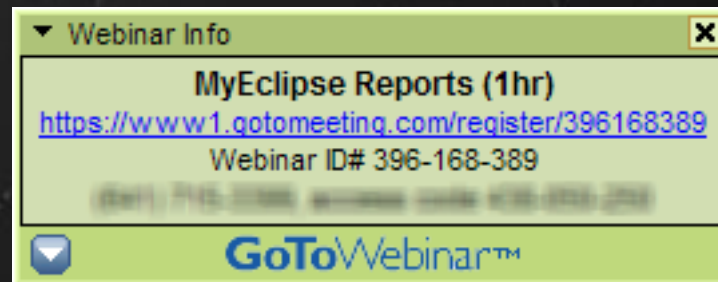 Webinar Info
MyEclipse Reports (1hr)
https://www1.gotomeeting.com/register/396168389
Webinar ID# 396-168-389
GoToWebinar™